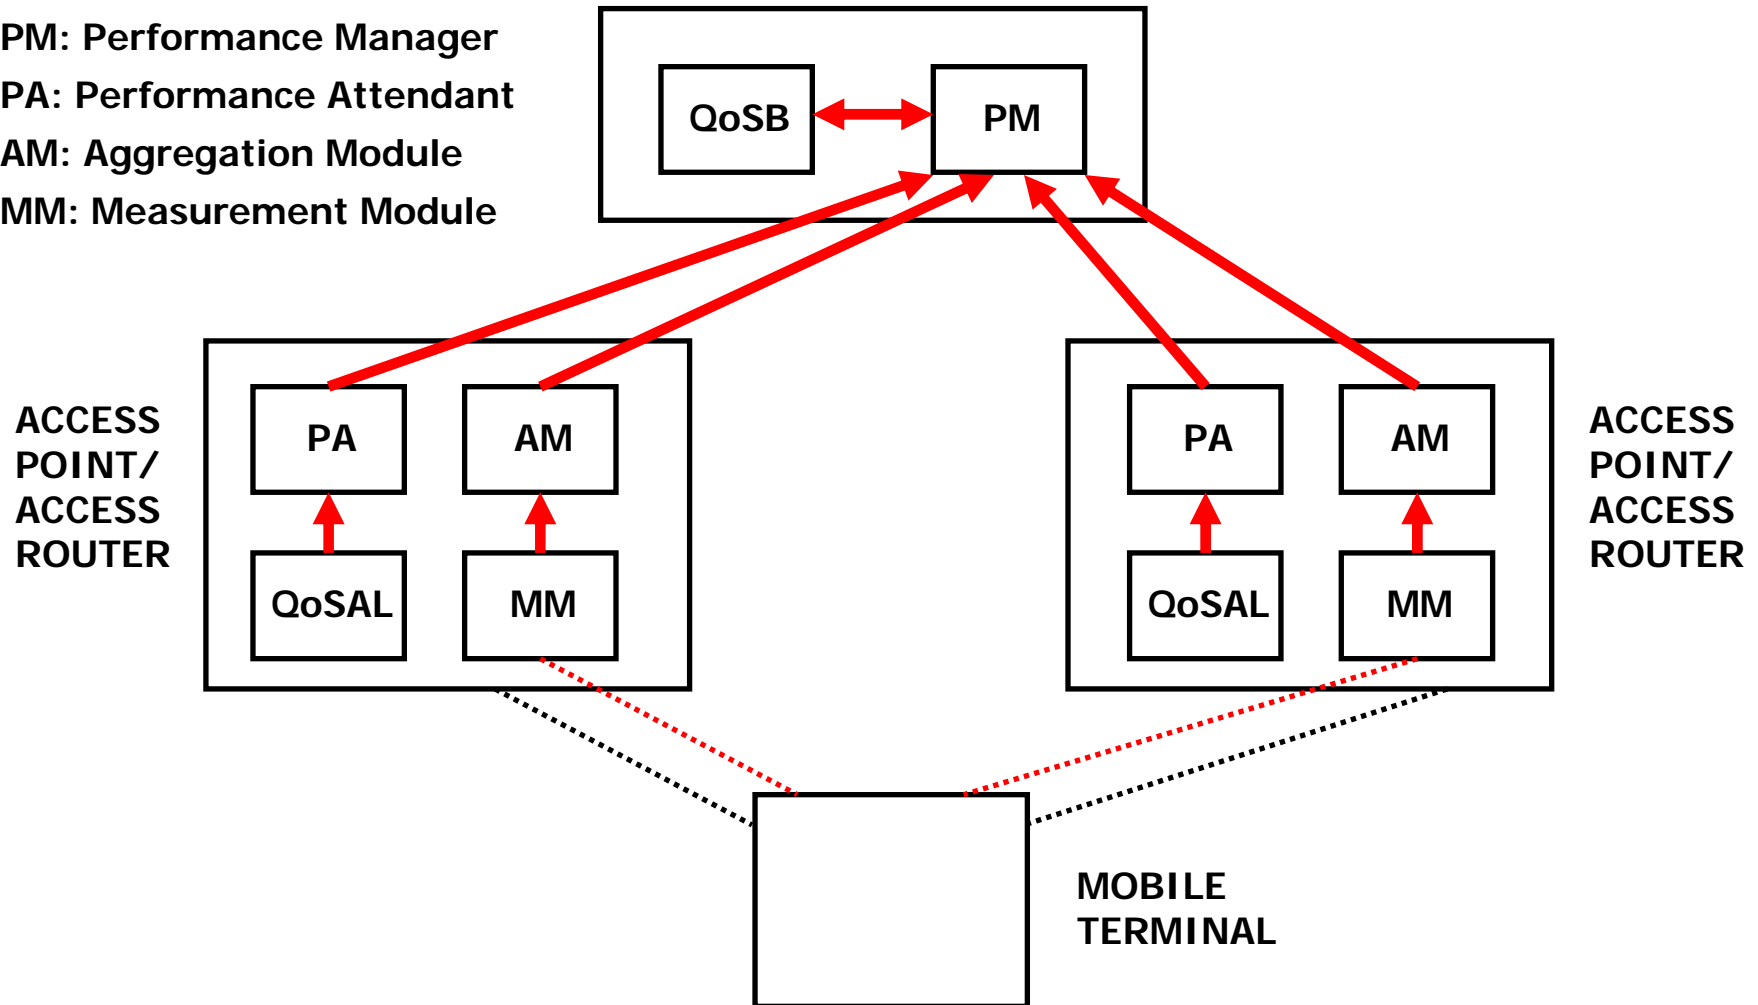 PM: Performance Manager
PA: Performance Attendant
AM: Aggregation Module
MM: Measurement Module
QoSB
PM
ACCESS
POINT/
ACCESS
ROUTER
PA
AM
QoSAL
MM
PA
AM
QoSAL
MM
ACCESS
POINT/
ACCESS
ROUTER
MOBILE
TERMINAL